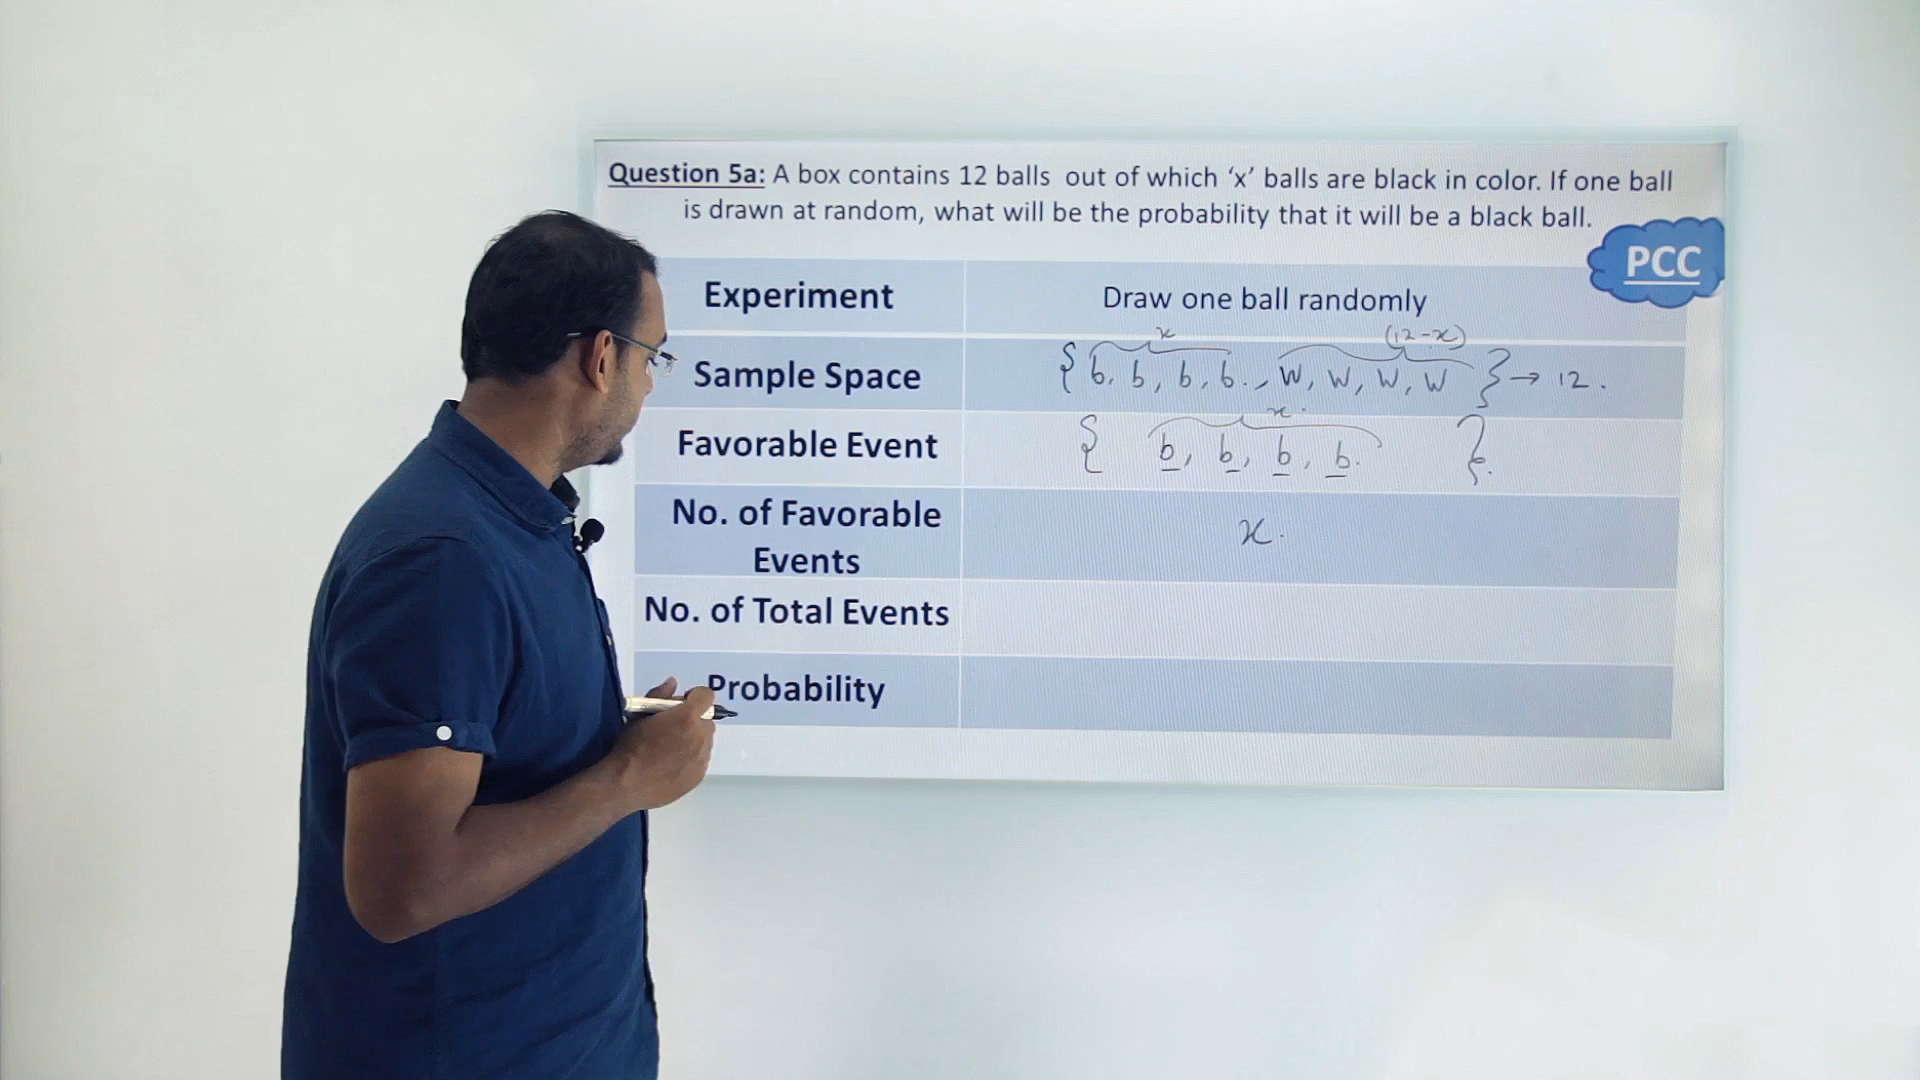 Question 5a: A box contains 12 balls out of which ‘x’ balls are black in color. If one ball
is drawn at random, what will be the probability that it will be a black ball.
PCC
Experiment
Draw one ball randomly
x
(12-x)
Sample Space
{ b, b, b, b., W, W, W, W } → 12.
x.
Favorable Event
{ b, b, b, b. }.
No. of Favorable
Events
x.
No. of Total Events
Probability